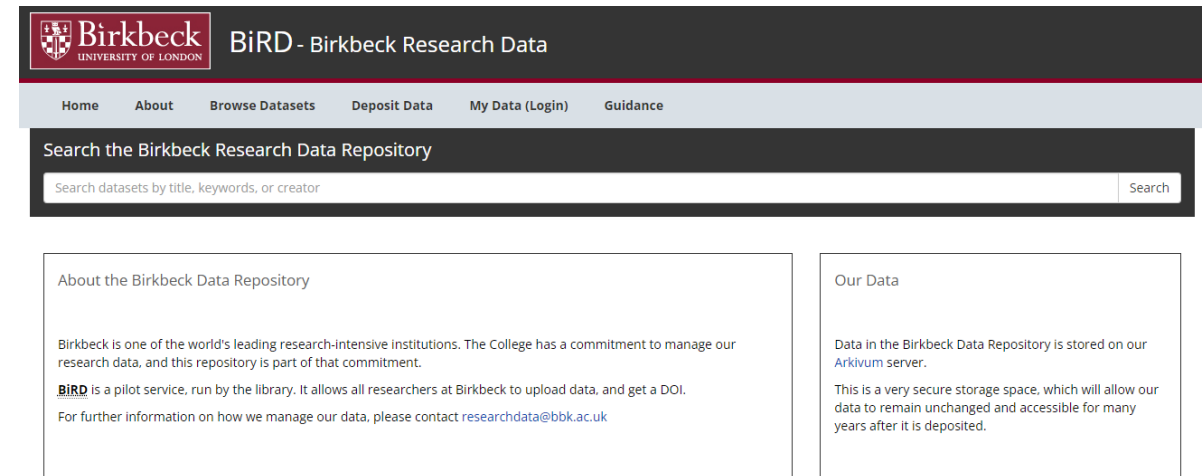 Birkbeck
UNIVERSITY OF LONDON
BiRD - Birkbeck Research Data
Home About Browse Datasets Deposit Data My Data (Login) Guidance
Search the Birkbeck Research Data Repository
Search datasets by title, keywords, or creator Search
About the Birkbeck Data Repository
Birkbeck is one of the world's leading research-intensive institutions. The College has a commitment to manage our
research data, and this repository is part of that commitment.
BiRD is a pilot service, run by the library. It allows all researchers at Birkbeck to upload data, and get a DOI.
For further information on how we manage our data, please contact researchdata@bbk.ac.uk
Our Data
Data in the Birkbeck Data Repository is stored on our
Arkivum server.
This is a very secure storage space, which will allow our
data to remain unchanged and accessible for many
years after it is deposited.